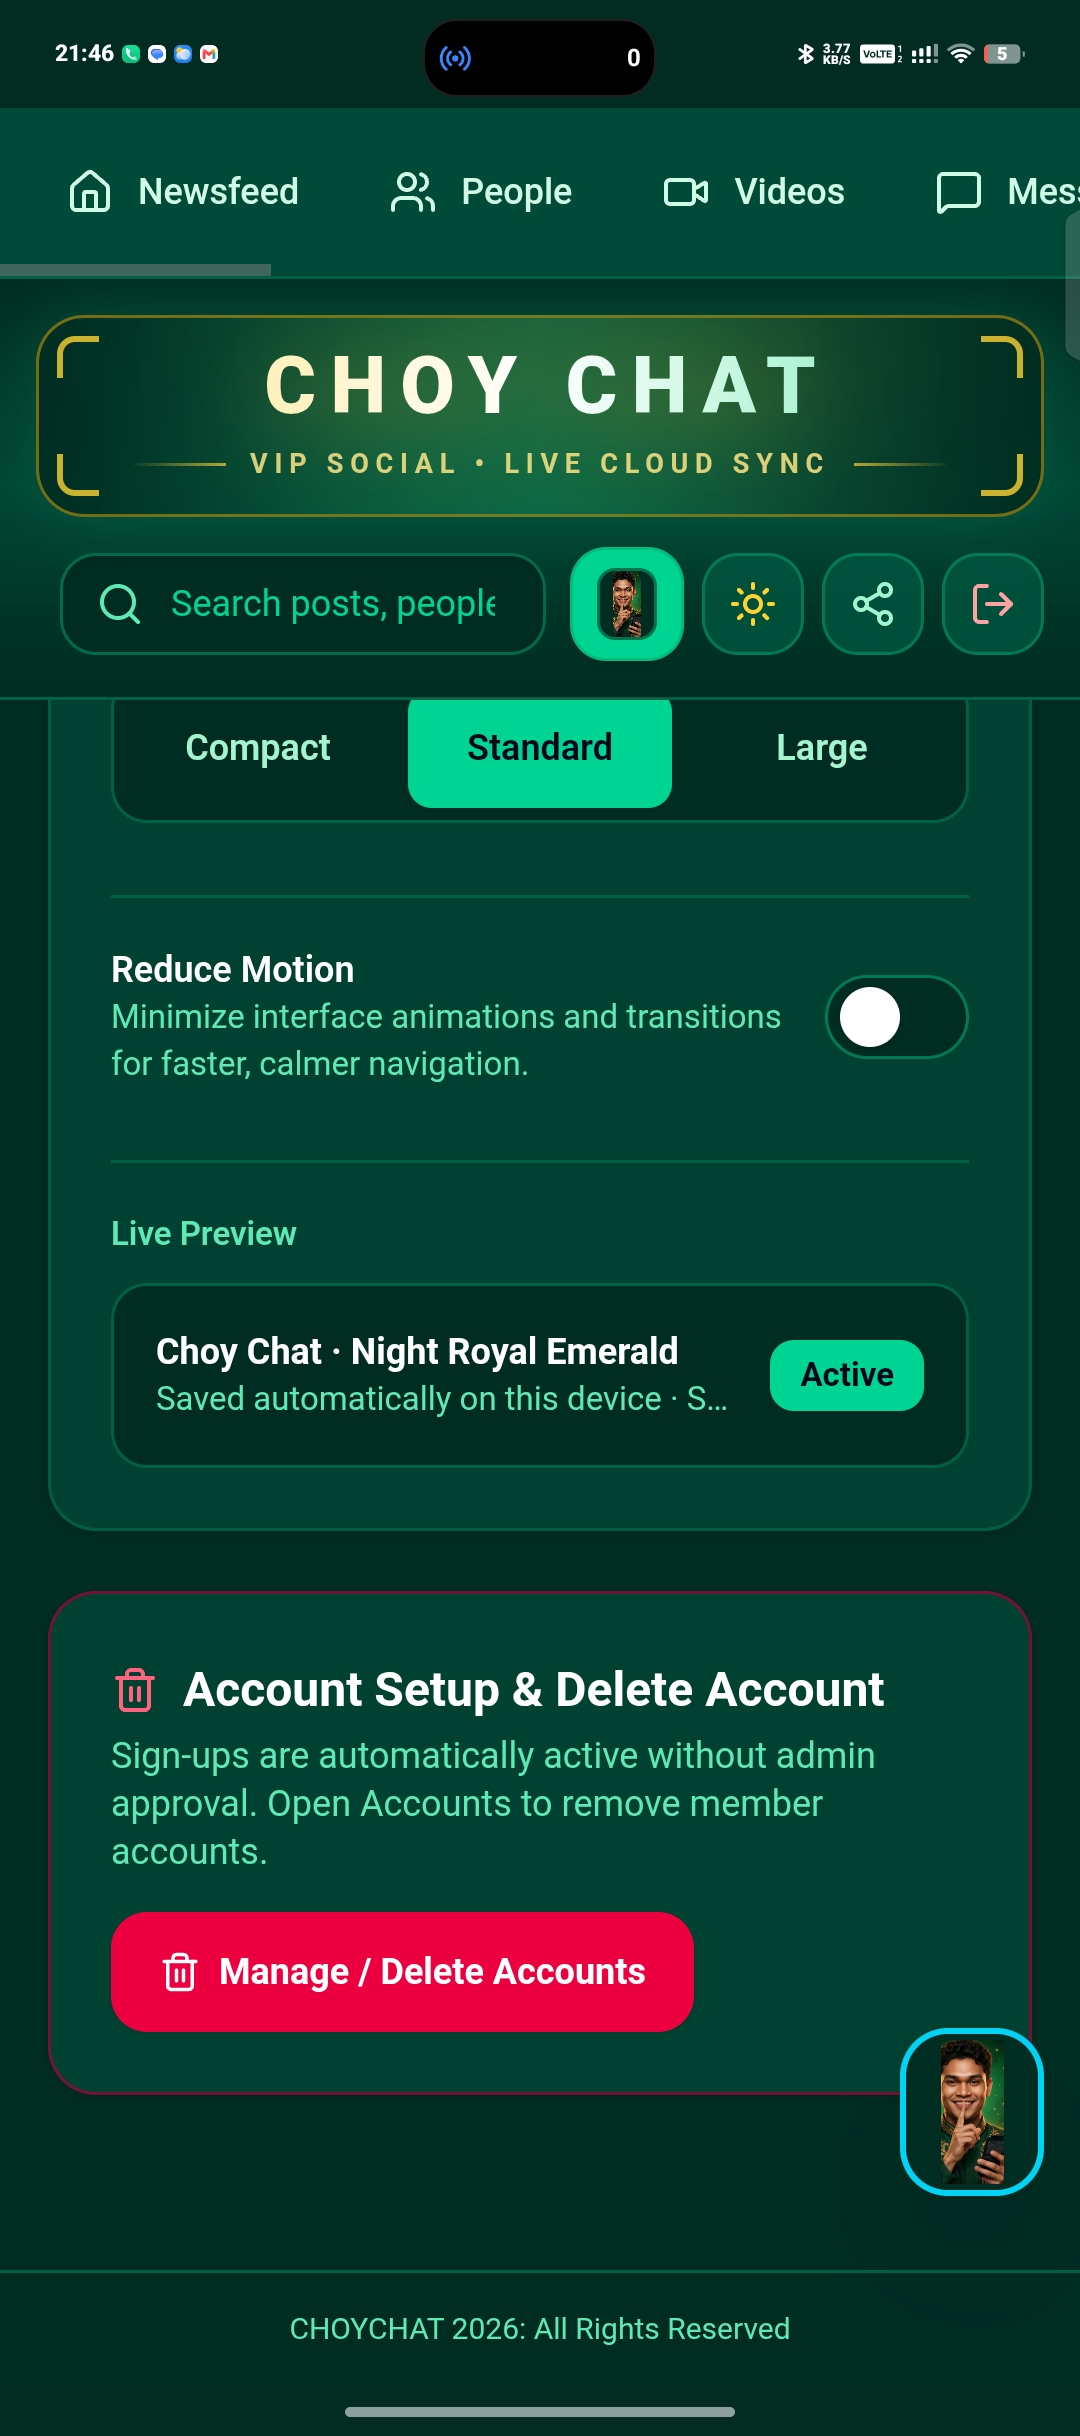 21:46
0
3.77
KB/S
VoLTE
1
2
5
Newsfeed
People
Videos
Mess
CHOY CHAT
VIP SOCIAL • LIVE CLOUD SYNC
Search posts, people
Compact
Standard
Large
Reduce Motion
Minimize interface animations and transitions
for faster, calmer navigation.
Live Preview
Choy Chat · Night Royal Emerald
Saved automatically on this device · S...
Active
Account Setup & Delete Account
Sign-ups are automatically active without admin
approval. Open Accounts to remove member
accounts.
Manage / Delete Accounts
CHOYCHAT 2026: All Rights Reserved